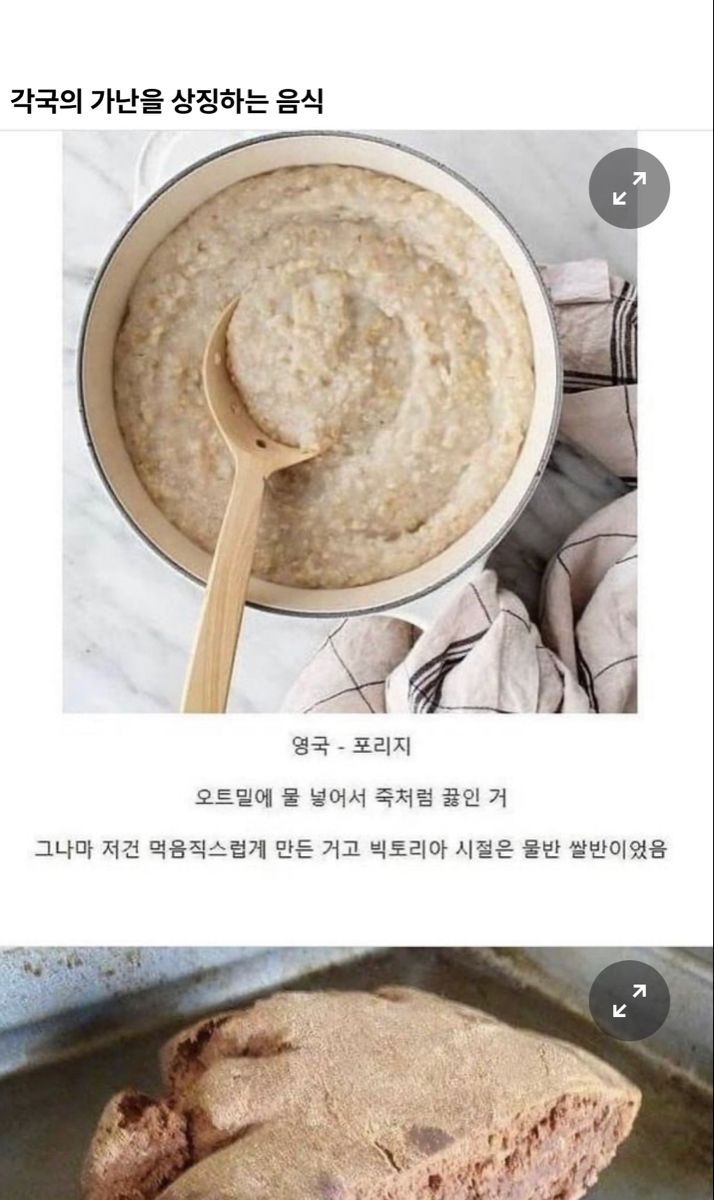 각국의 가난을 상징하는 음식
영국 - 포리지
오트밀에 물 넣어서 죽처럼 끓인 거
그나마 저건 먹음직스럽게 만든 거고 빅토리아 시절은 물반 쌀반이었음